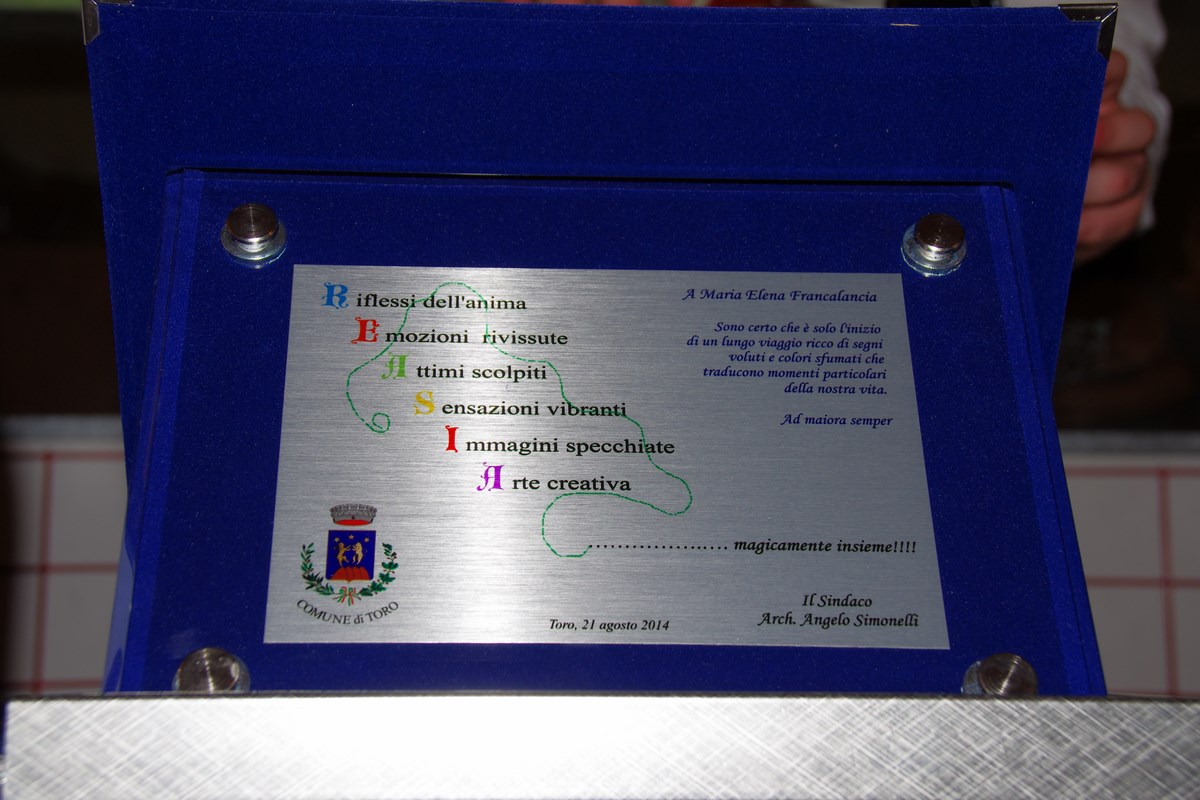 Riflessi dell'anima
Emozioni rivissute
Attimi scolpiti
Sensazioni vibranti
Immagini specchiate
Arte creativa
A Maria Elena Francalancia
Sono certo che è solo l'inizio
di un lungo viaggio ricco di segni
voluti e colori sfumati che
traducono momenti particolari
della nostra vita.
Ad maiora semper
..................... magicamente insieme!!!!
COMUNE di TORO
Toro, 21 agosto 2014
Il Sindaco
Arch. Angelo Simonelli